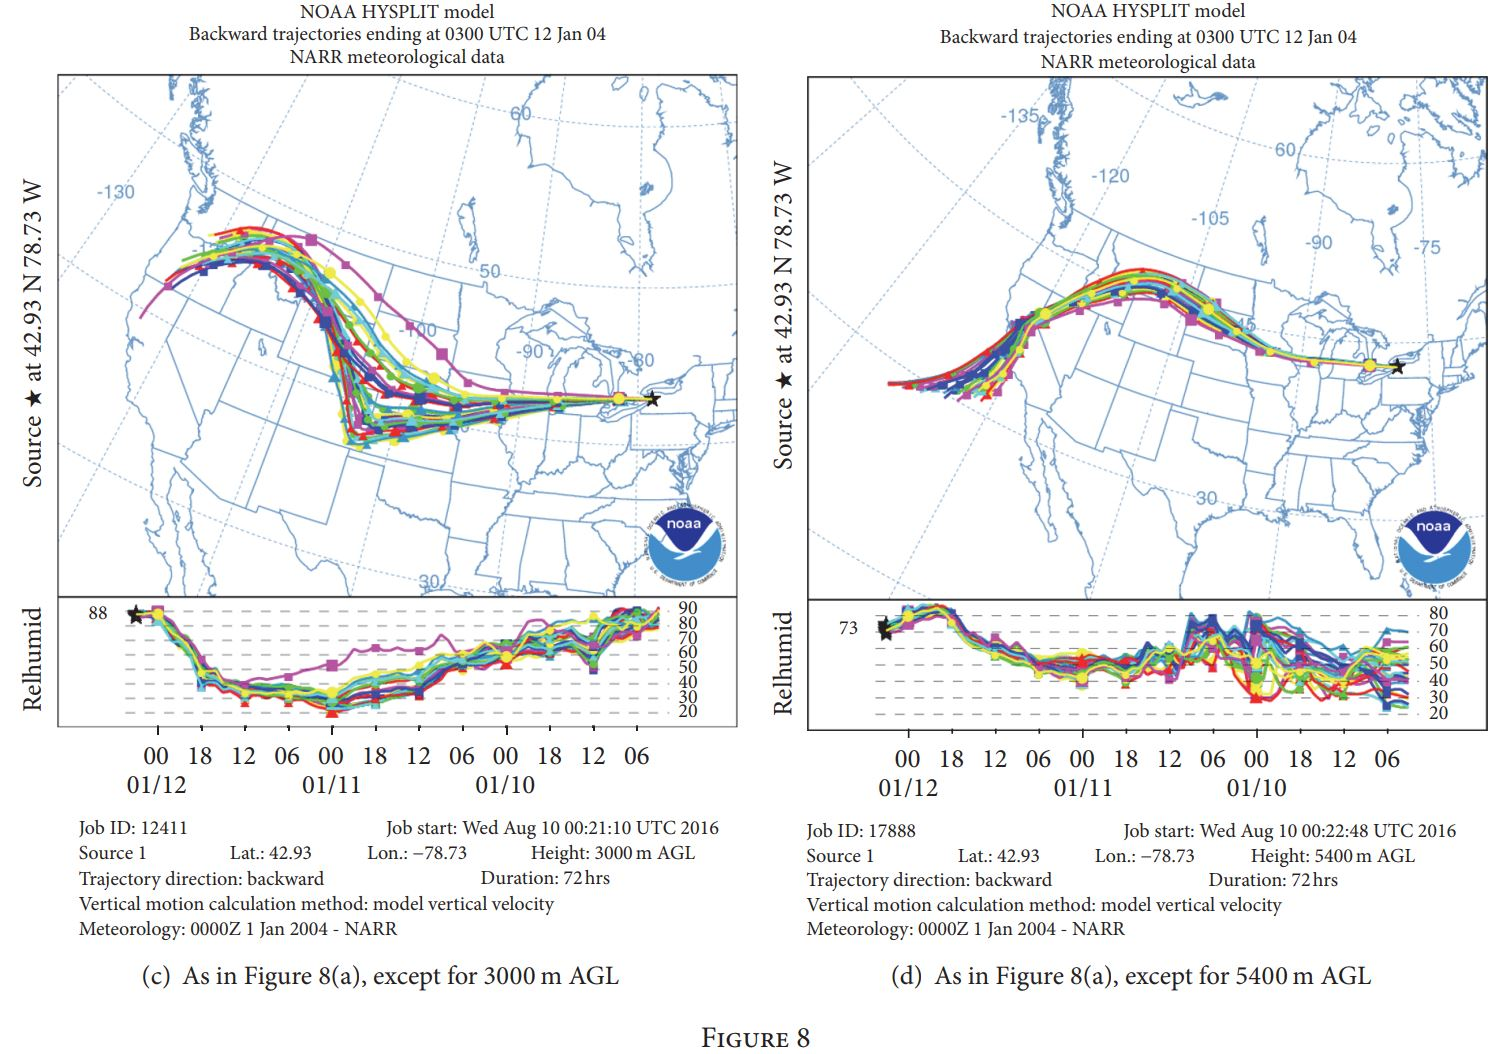 NOAA HYSPLIT model
Backward trajectories ending at 0300 UTC 12 Jan 04
NARR meteorological data
Source ★ at 42.93 N 78.73 W
-130
60
50
-100
-90
-80
30
Relhumid
88
90
80
70
60
50
40
30
20
00 18 12 06 00 18 12 06 00 18 12 06
01/12 01/11 01/10
Job ID: 12411 Job start: Wed Aug 10 00:21:10 UTC 2016
Source 1 Lat.: 42.93 Lon.: −78.73 Height: 3000 m AGL
Trajectory direction: backward Duration: 72 hrs
Vertical motion calculation method: model vertical velocity
Meteorology: 0000Z 1 Jan 2004 - NARR
(c) As in Figure 8(a), except for 3000 m AGL
NOAA HYSPLIT model
Backward trajectories ending at 0300 UTC 12 Jan 04
NARR meteorological data
Source ★ at 42.93 N 78.73 W
-135
60
-120
-105
-90
-75
30
noaa
noaa
Relhumid
73
80
70
60
50
40
30
20
00 18 12 06 00 18 12 06 00 18 12 06
01/12 01/11 01/10
Job ID: 17888 Job start: Wed Aug 10 00:22:48 UTC 2016
Source 1 Lat.: 42.93 Lon.: −78.73 Height: 5400 m AGL
Trajectory direction: backward Duration: 72 hrs
Vertical motion calculation method: model vertical velocity
Meteorology: 0000Z 1 Jan 2004 - NARR
(d) As in Figure 8(a), except for 5400 m AGL
FIGURE 8